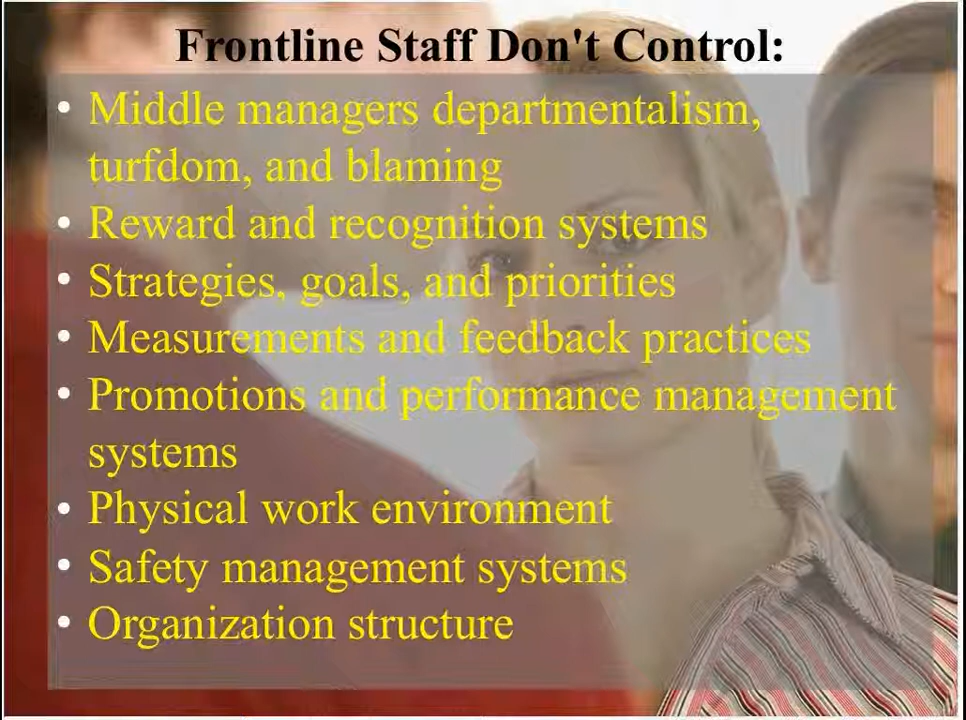 Frontline Staff Don't Control:
• Middle managers departmentalism,
turfdom, and blaming
• Reward and recognition systems
• Strategies, goals, and priorities
• Measurements and feedback practices
• Promotions and performance management
systems
• Physical work environment
• Safety management systems
• Organization structure